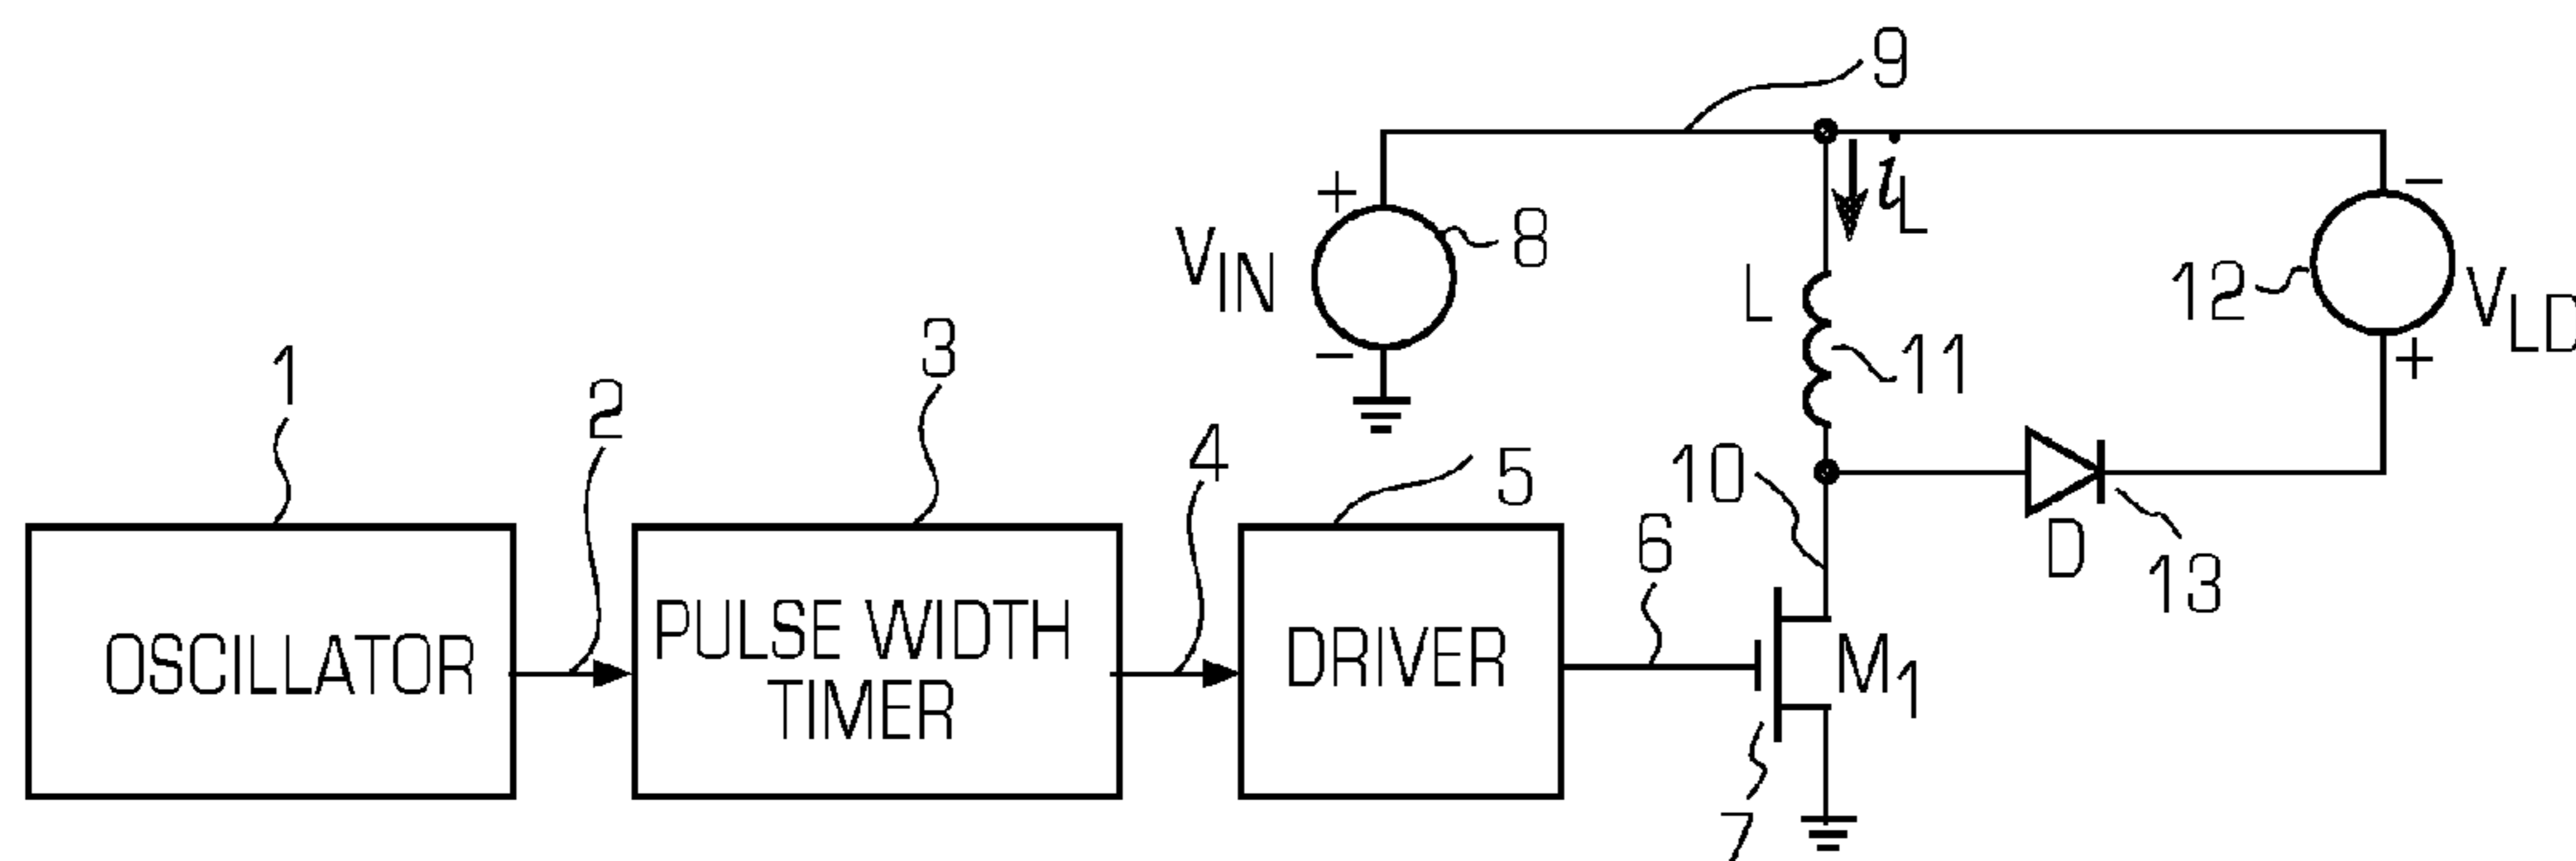 9
+
i_L
−
V_IN
8
L
12
V_LD
−
11
+
1
2
3
4
5
10
6
D
13
OSCILLATOR
PULSE WIDTH
TIMER
DRIVER
M_1
7